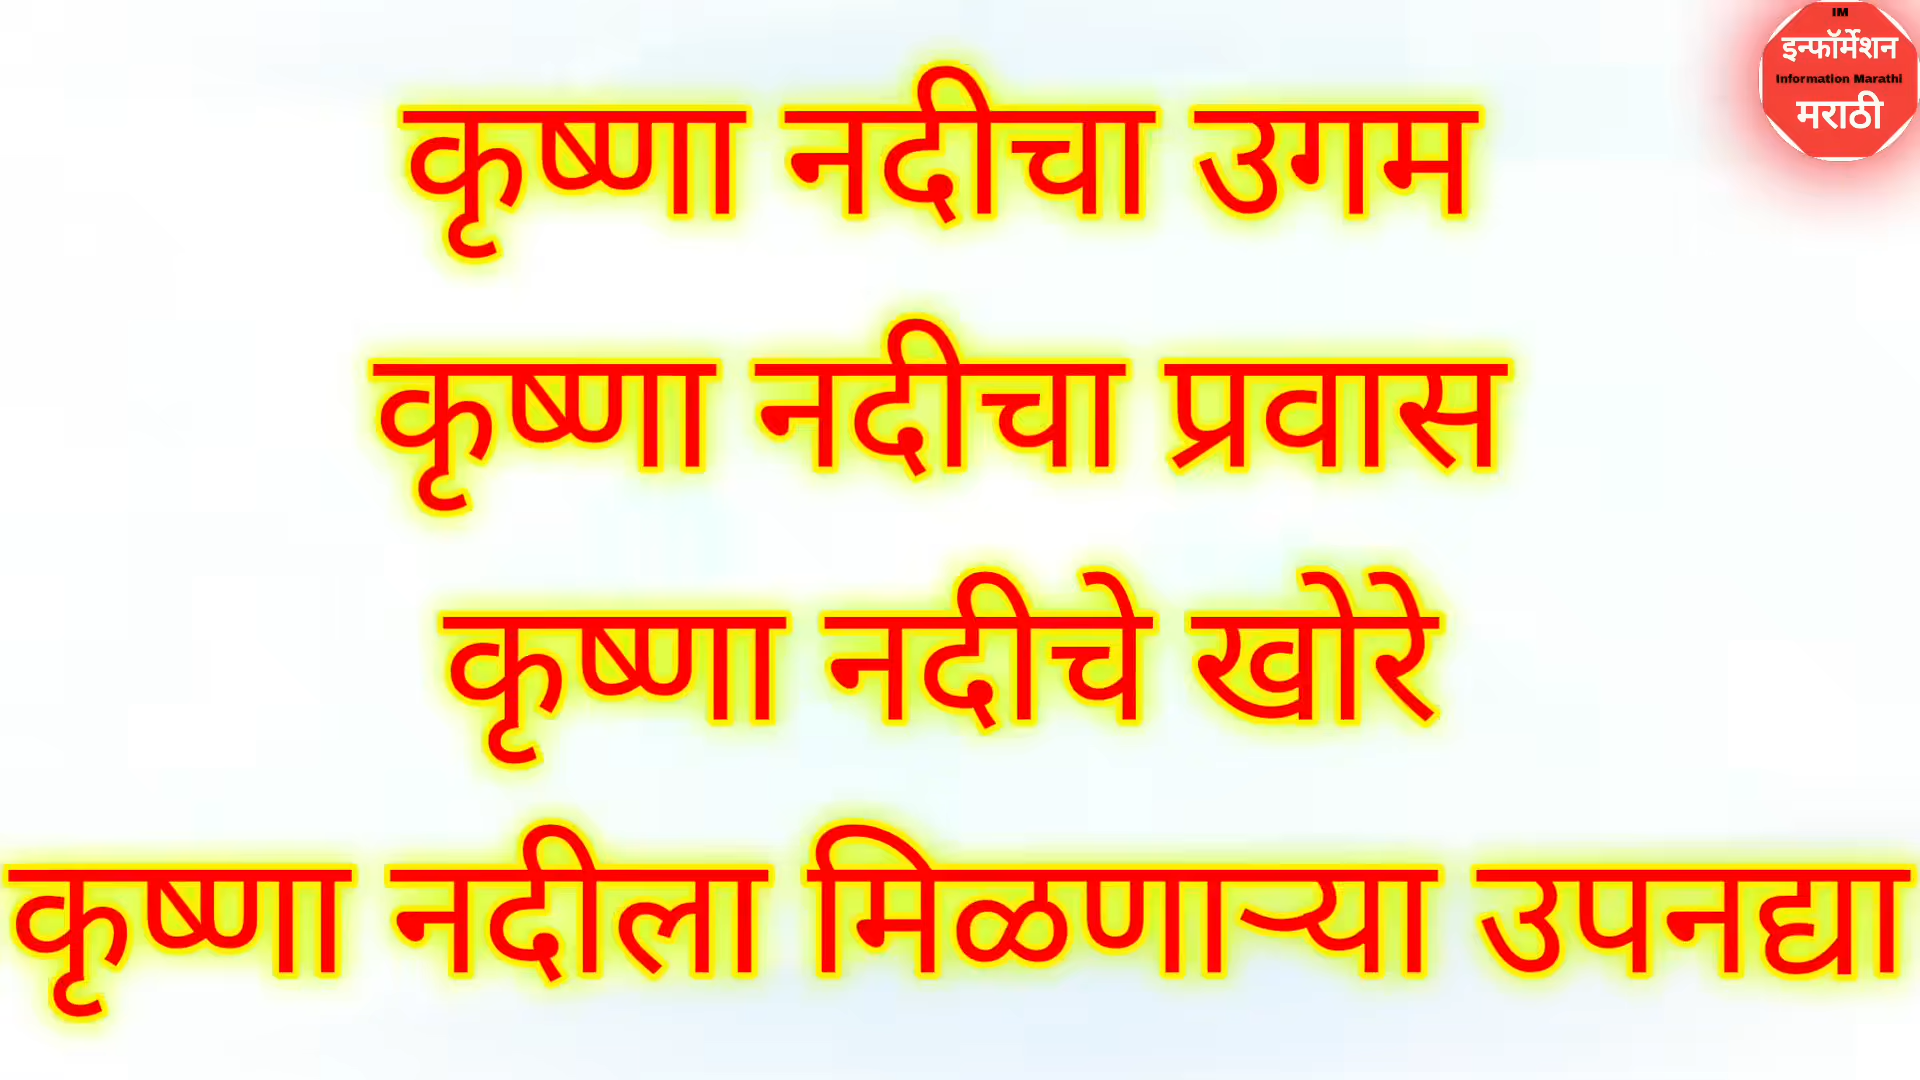 IM
इन्फॉर्मेशन
Information Marathi
मराठी
कृष्णा नदीचा उगम
कृष्णा नदीचा प्रवास
कृष्णा नदीचे खोरे
कृष्णा नदीला मिळणाऱ्या उपनद्या